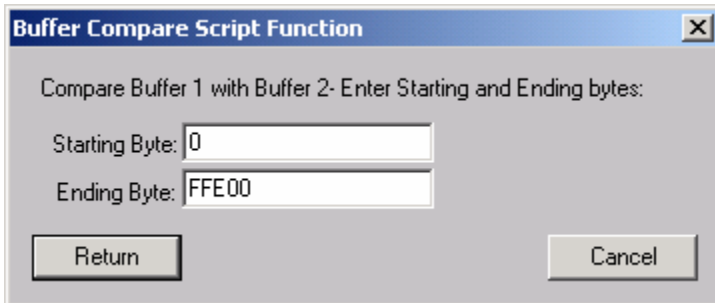 Buffer Compare Script Function
Compare Buffer 1 with Buffer 2- Enter Starting and Ending bytes:
Starting Byte: 0
Ending Byte: FFE00
Return Cancel